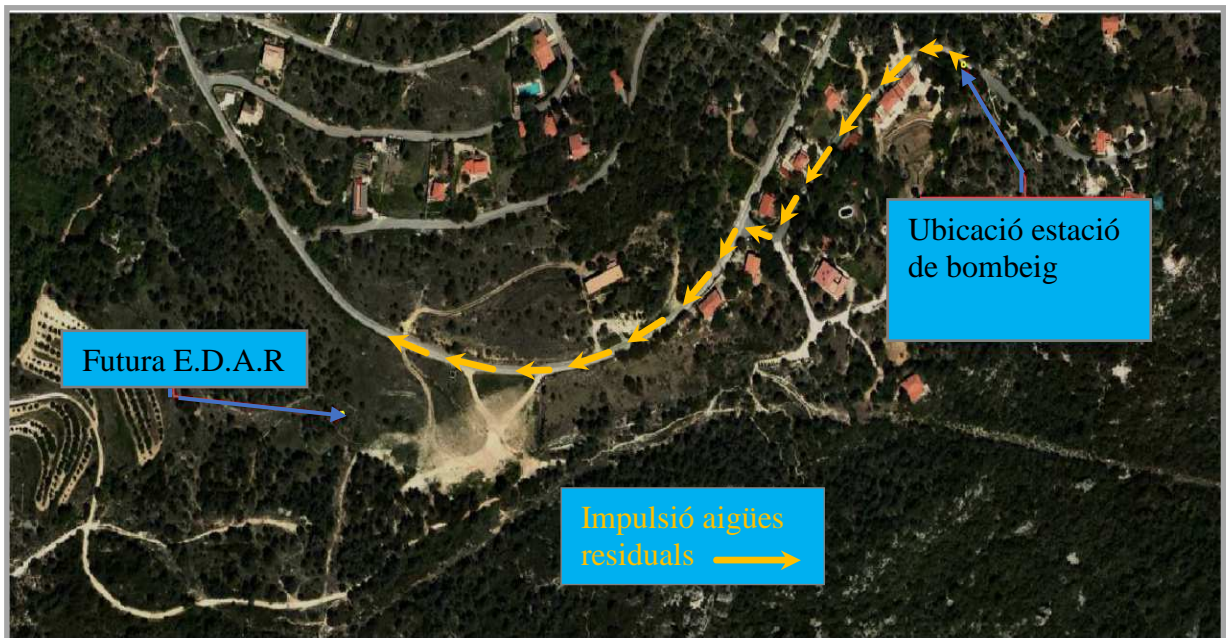 Ubicació estació
de bombeig
Futura E.D.A.R
Impulsió aigües
residuals